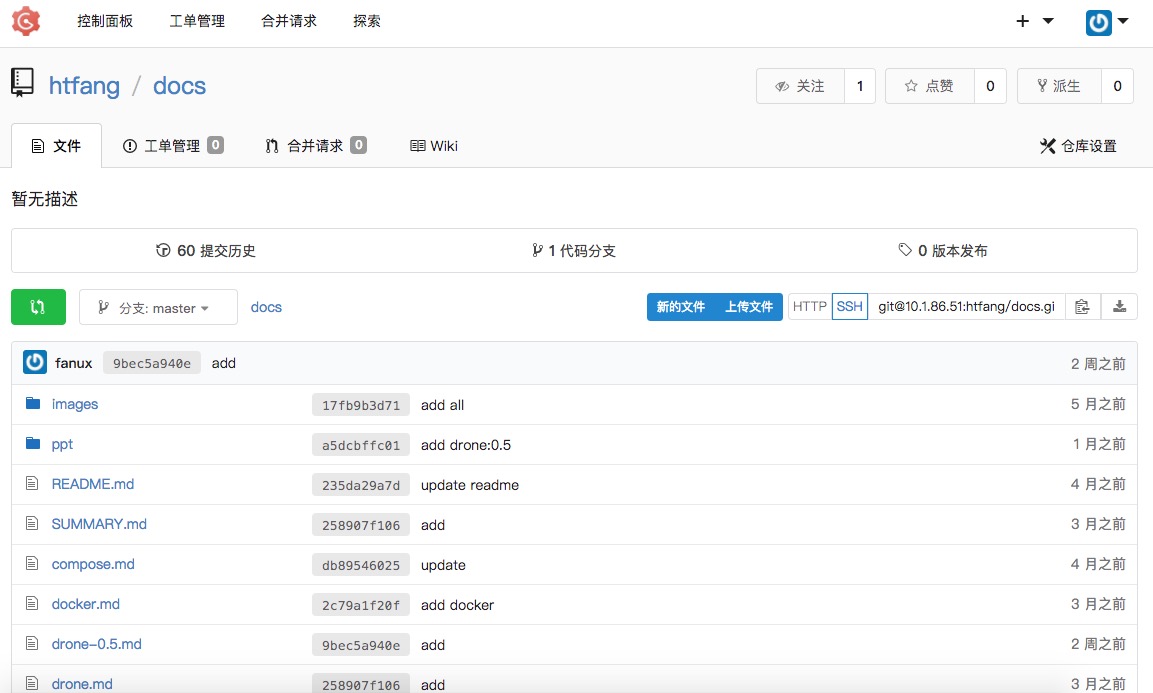 控制面板 工单管理 合并请求 探索
htfang / docs 关注 1 点赞 0 派生 0
文件 工单管理 0 合并请求 0 Wiki 仓库设置
暂无描述
60 提交历史 1 代码分支 0 版本发布
分支: master docs 新的文件 上传文件 HTTP SSH git@10.1.86.51:htfang/docs.gi
fanux 9bec5a940e add 2 周之前
images 17fb9b3d71 add all 5 月之前
ppt a5dcbffc01 add drone:0.5 1 月之前
README.md 235da29a7d update readme 4 月之前
SUMMARY.md 258907f106 add 3 月之前
compose.md db89546025 update 4 月之前
docker.md 2c79a1f20f add docker 3 月之前
drone-0.5.md 9bec5a940e add 2 周之前
drone.md 258907f106 add 3 月之前